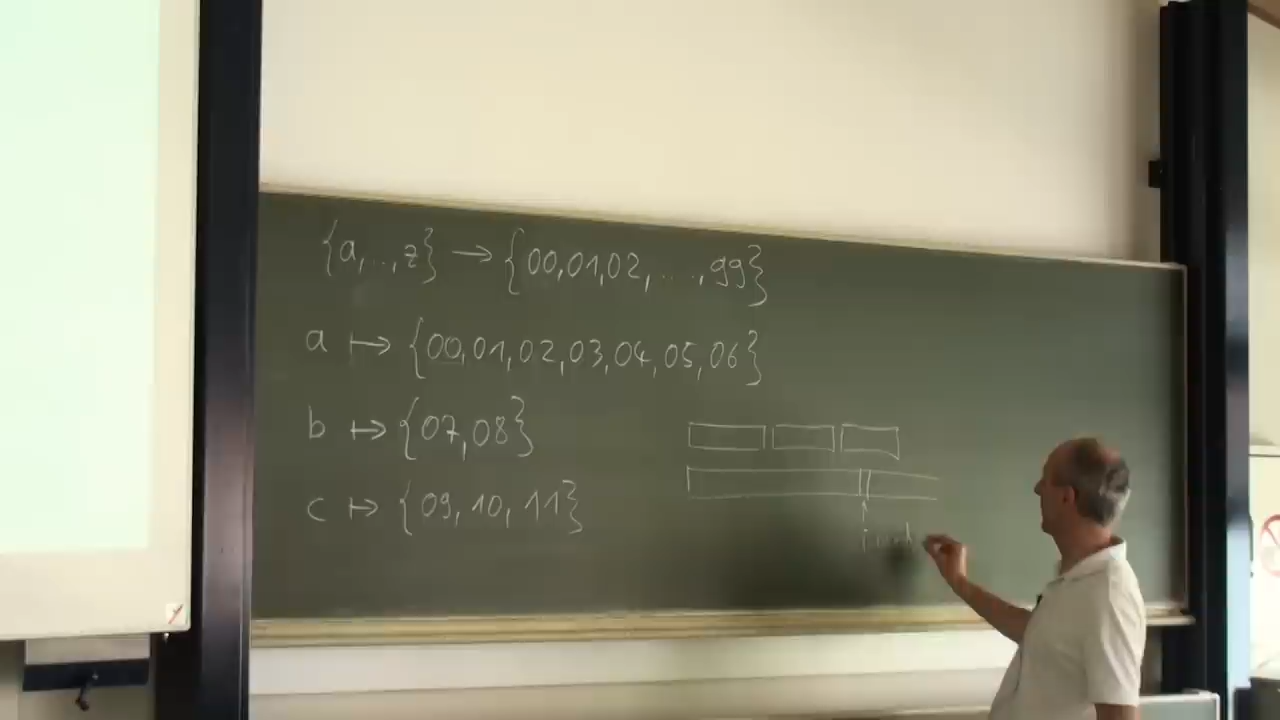 {a,..,z} → {00,01,02,....,99}
a ↦ {00,01,02,03,04,05,06}
b ↦ {07,08}
c ↦ {09,10,11}